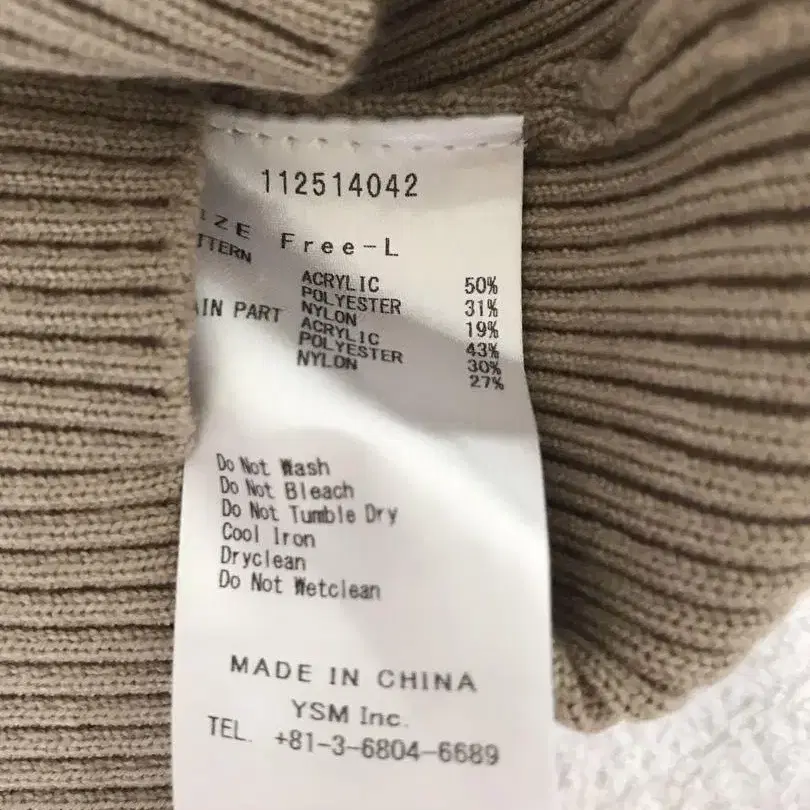 112514042
IZE Free-L
TTERN ACRYLIC 50%
POLYESTER 31%
NYLON 19%
AIN PART ACRYLIC 43%
POLYESTER 30%
NYLON 27%
Do Not Wash
Do Not Bleach
Do Not Tumble Dry
Cool Iron
Dryclean
Do Not Wetclean
MADE IN CHINA
YSM Inc.
TEL. +81-3-6804-6689